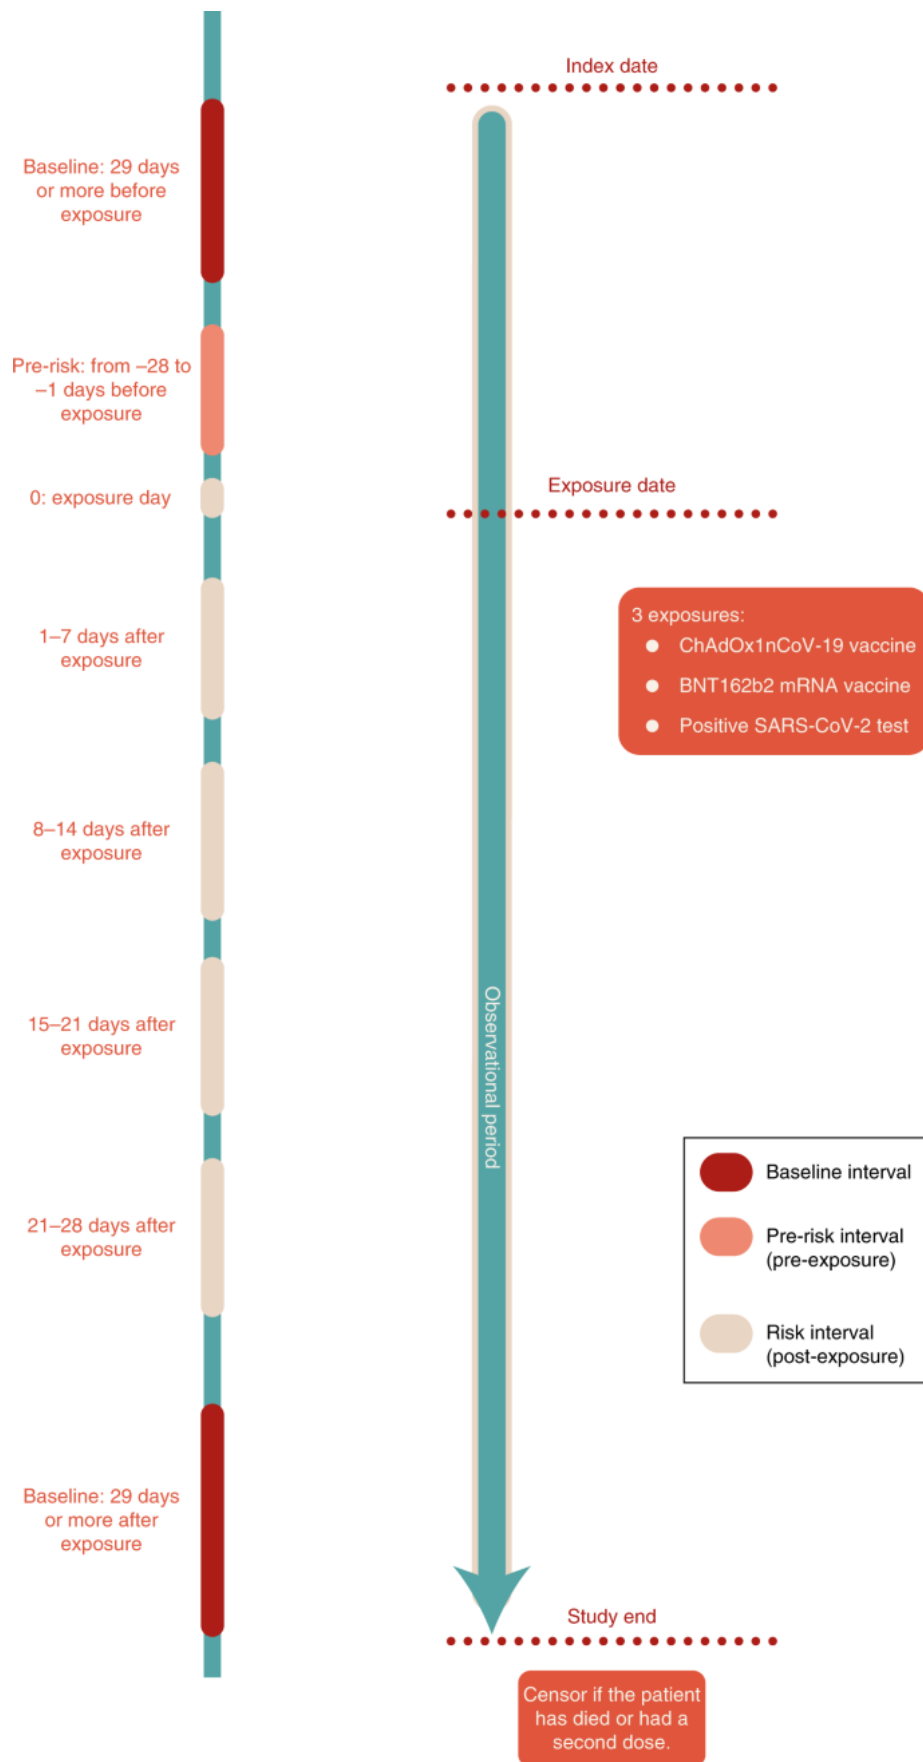 Index date
Baseline: 29 days
or more before
exposure
Pre-risk: from –28 to
–1 days before
exposure
0: exposure day
Exposure date
1–7 days after
exposure
3 exposures:
ChAdOx1nCoV-19 vaccine
BNT162b2 mRNA vaccine
Positive SARS-CoV-2 test
8–14 days after
exposure
15–21 days after
exposure
Observational period
21–28 days after
exposure
Baseline interval
Pre-risk interval
(pre-exposure)
Risk interval
(post-exposure)
Baseline: 29 days
or more after
exposure
Study end
Censor if the patient
has died or had a
second dose.